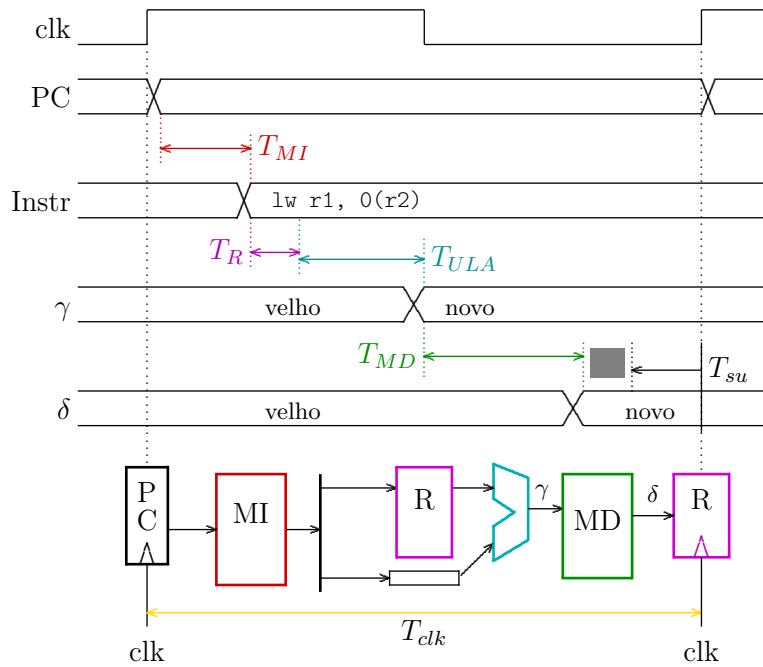 clk
PC
T_MI
Instr lw r1, 0(r2)
T_R T_ULA
γ velho novo
T_MD T_su
δ velho novo
P
C MI R γ MD δ R
T_clk
clk clk